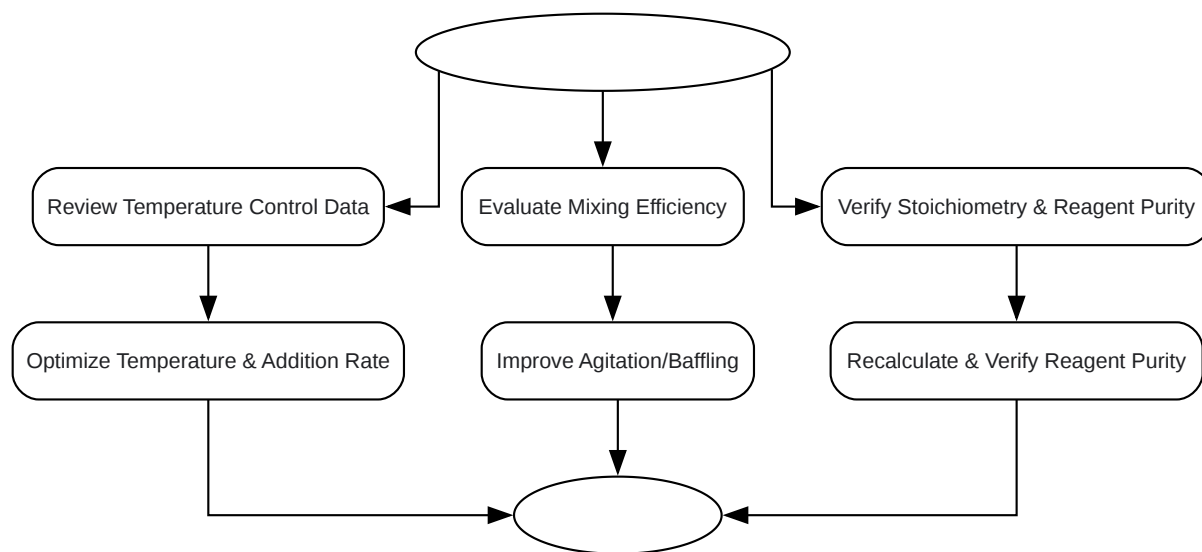 Review Temperature Control Data
Evaluate Mixing Efficiency
Verify Stoichiometry & Reagent Purity
Optimize Temperature & Addition Rate
Improve Agitation/Baffling
Recalculate & Verify Reagent Purity